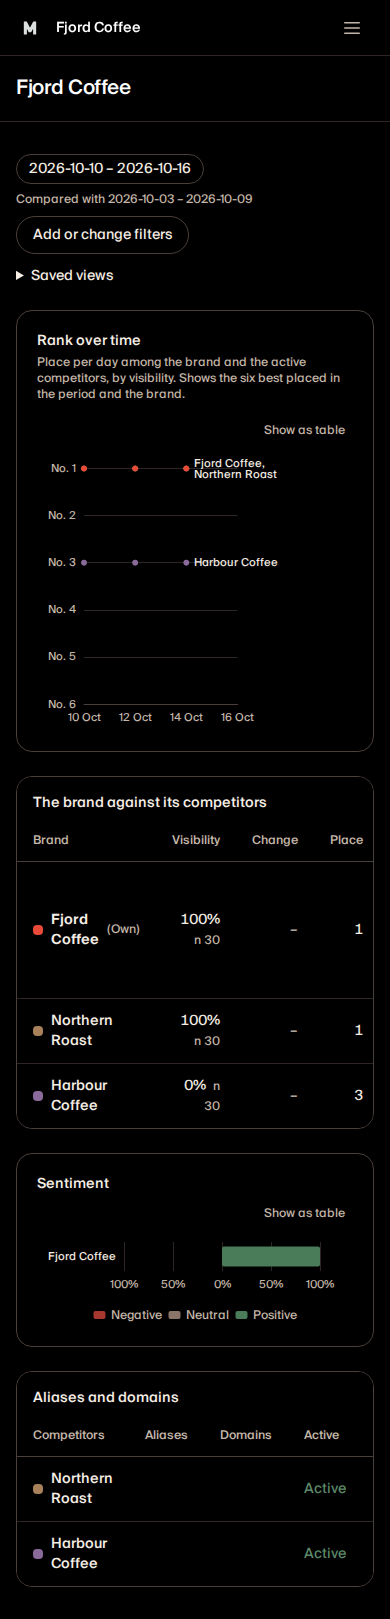 M Fjord Coffee
Fjord Coffee
2026-10-10 – 2026-10-16
Compared with 2026-10-03 – 2026-10-09
Add or change filters
Saved views
Rank over time
Place per day among the brand and the active
competitors, by visibility. Shows the six best placed in
the period and the brand.
Show as table
No. 1
Fjord Coffee,
Northern Roast
No. 2
No. 3
Harbour Coffee
No. 4
No. 5
No. 6
10 Oct 12 Oct 14 Oct 16 Oct
The brand against its competitors
Brand Visibility Change Place
Fjord
Coffee (Own) 100%
n 30 – 1
Northern
Roast 100%
n 30 – 1
Harbour
Coffee 0% n
30 – 3
Sentiment
Show as table
Fjord Coffee
100% 50% 0% 50% 100%
Negative Neutral Positive
Aliases and domains
Competitors Aliases Domains Active
Northern
Roast Active
Harbour
Coffee Active